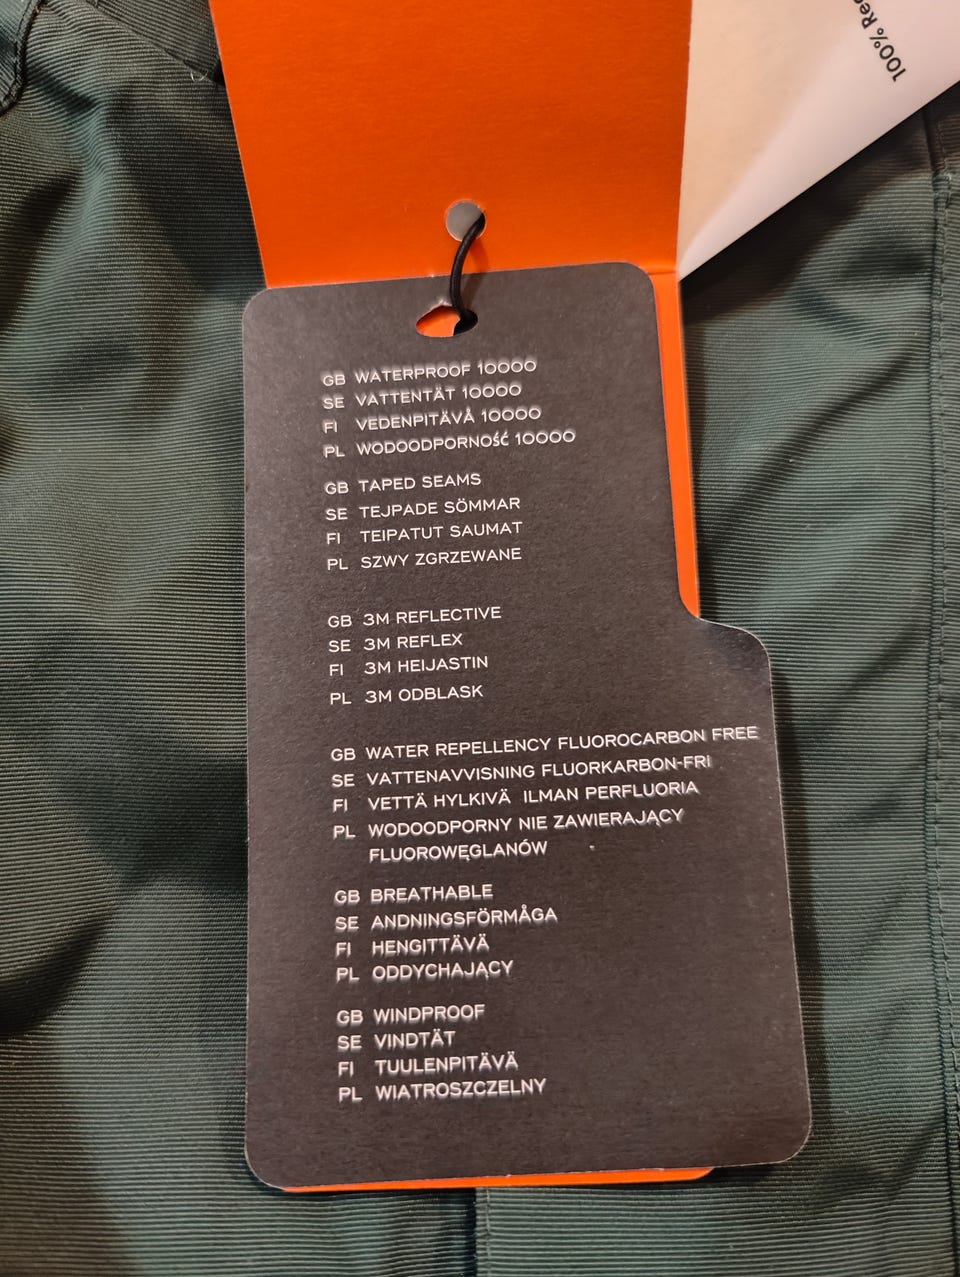 100% Rec
GB WATERPROOF 10000
SE VATTENTÄT 10000
FI VEDENPITÄVÅ 10000
PL WODOODPORNOŚĆ 10000
GB TAPED SEAMS
SE TEJPADE SÖMMAR
FI TEIPATUT SAUMAT
PL SZWY ZGRZEWANE
GB 3M REFLECTIVE
SE 3M REFLEX
FI 3M HEIJASTIN
PL 3M ODBLASK
GB WATER REPELLENCY FLUOROCARBON FREE
SE VATTENAVVISNING FLUORKARBON-FRI
FI VETTÄ HYLKIVÄ ILMAN PERFLUORIA
PL WODOODPORNY NIE ZAWIERAJĄCY
FLUOROWĘGLANÓW
GB BREATHABLE
SE ANDNINGSFÖRMÅGA
FI HENGITTÄVÄ
PL ODDYCHAJĄCY
GB WINDPROOF
SE VINDTÄT
FI TUULENPITÄVÄ
PL WIATROSZCZELNY